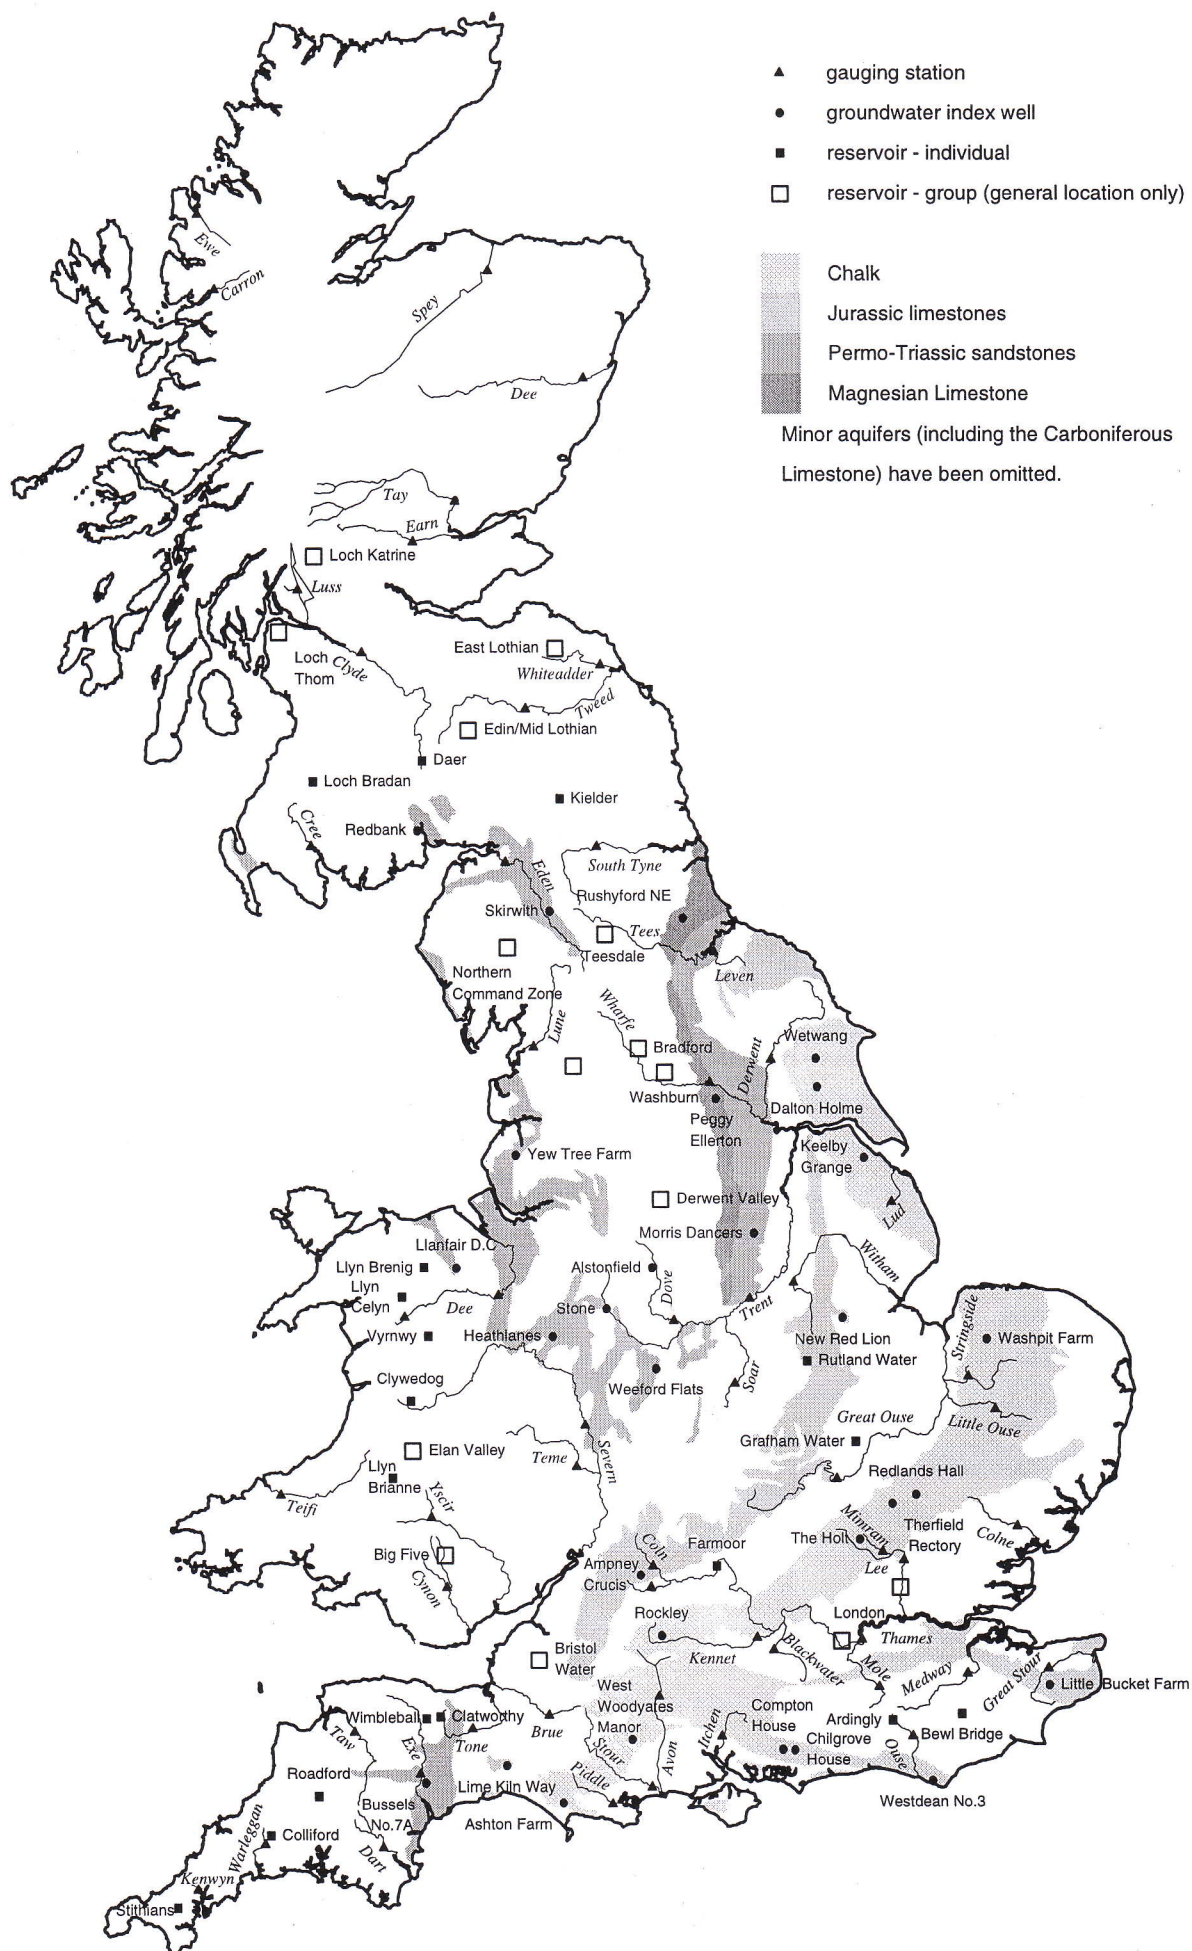 gauging station
groundwater index well
reservoir - individual
reservoir - group (general location only)
Chalk
Jurassic limestones
Permo-Triassic sandstones
Magnesian Limestone
Minor aquifers (including the Carboniferous
Limestone) have been omitted.
Ewe
Carron
Spey
Dee
Tay
Earn
Loch Katrine
Luss
Loch
Thom
Clyde
East Lothian
Whiteadder
Tweed
Edin/Mid Lothian
Daer
Loch Bradan
Kielder
Cree
Redbank
South Tyne
Eden
Rushyford NE
Skirwith
Tees
Teesdale
Leven
Northern
Command Zone
Lune
Wharfe
Bradford
Derwent
Wetwang
Washburn
Dalton Holme
Peggy
Ellerton
Keelby
Grange
Yew Tree Farm
Derwent Valley
Lud
Morris Dancers
Witham
Llanfair D.C
Llyn Brenig
Alstonfield
Llyn
Celyn
Dee
Dove
Stone
Trent
Stringside
Vyrnwy
Heathlanes
New Red Lion
Washpit Farm
Rutland Water
Clywedog
Weeford Flats
Soar
Great Ouse
Little Ouse
Grafham Water
Elan Valley
Teme
Severn
Llyn
Brianne
Redlands Hall
Teifi
Yscir
Mimram
Therfield
Rectory
Colne
The Holt
Coln
Farmoor
Big Five
Ampney
Crucis
Lee
Cynon
Rockley
London
Thames
Bristol
Water
Kennet
Blackwater
Mole
Medway
Great Stour
Little Bucket Farm
West
Woodyates
Manor
Compton
House
Ardingly
Bewl Bridge
Wimbleball
Clatworthy
Brue
Itchen
Chilgrove
House
Taw
Exe
Tone
Stour
Avon
Ouse
Roadford
Lime Kiln Way
Piddle
Westdean No.3
Bussels
No.7A
Ashton Farm
Warleggan
Colliford
Dart
Kenwyn
Stithians